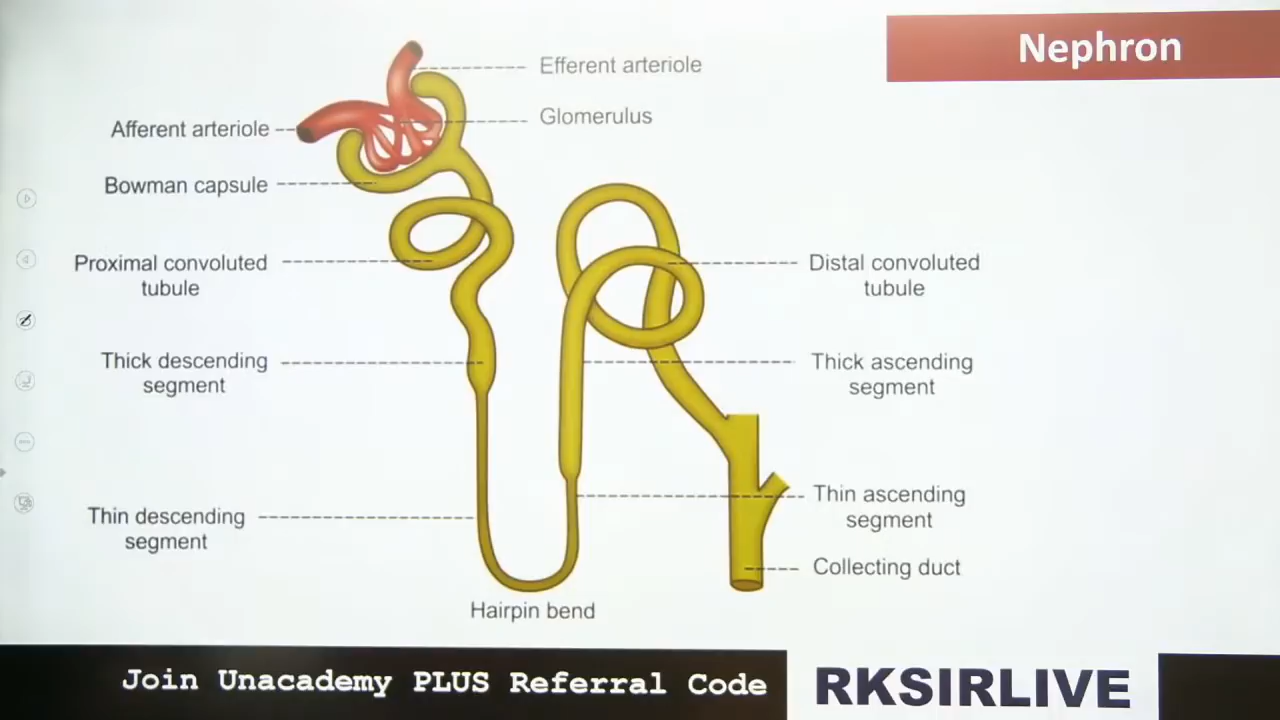 Nephron
Efferent arteriole
Glomerulus
Afferent arteriole
Bowman capsule
Proximal convoluted
tubule
Distal convoluted
tubule
Thick descending
segment
Thick ascending
segment
Thin descending
segment
Thin ascending
segment
Collecting duct
Hairpin bend
Join Unacademy PLUS Referral Code
RKSIRLIVE